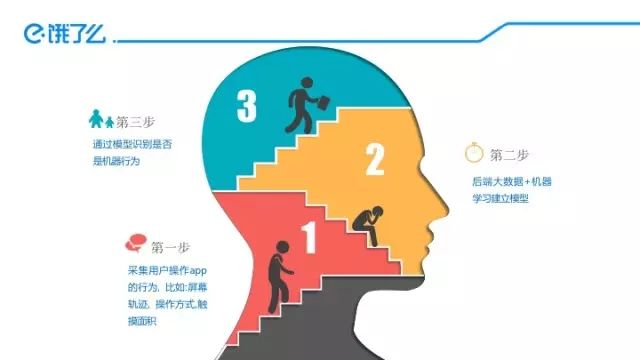 e饿了么
3
第三步
通过模型识别是否
是机器行为
2
第二步
后端大数据+机器
学习建立模型
1
第一步
采集用户操作app
的行为, 比如:屏幕
轨迹, 操作方式,触
摸面积